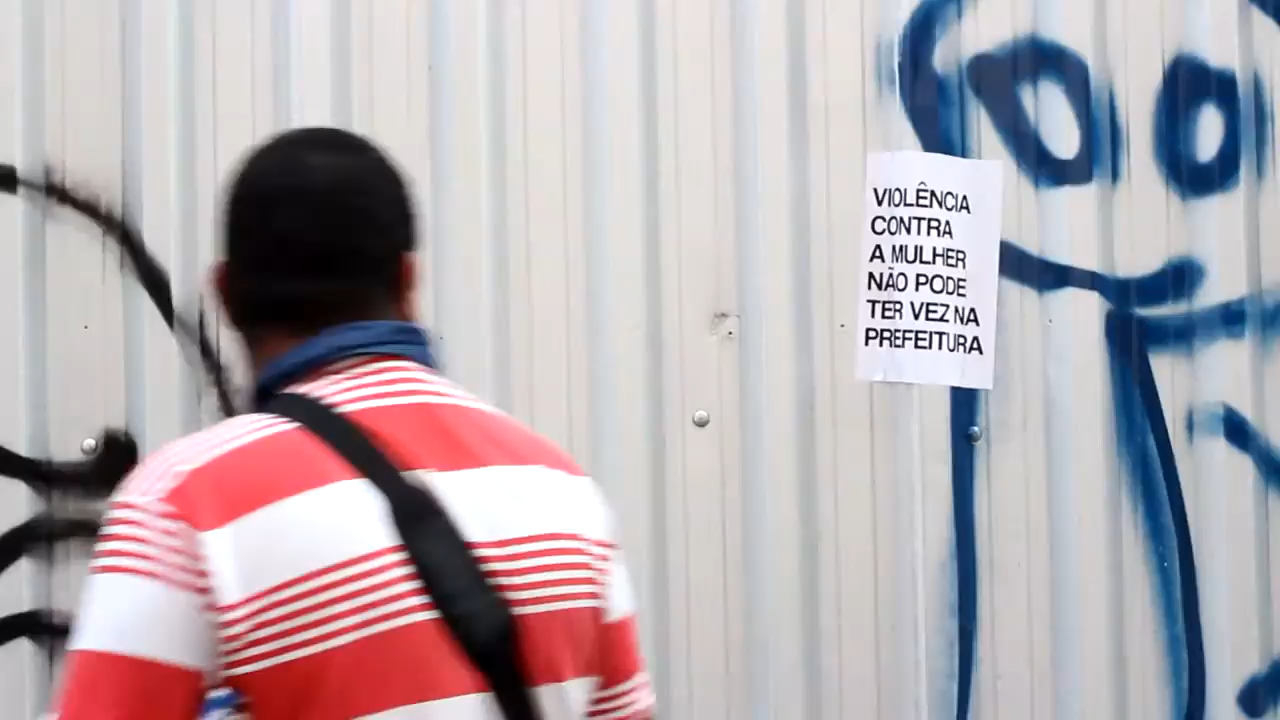 VIOLÊNCIA
CONTRA
A MULHER
NÃO PODE
TER VEZ NA
PREFEITURA